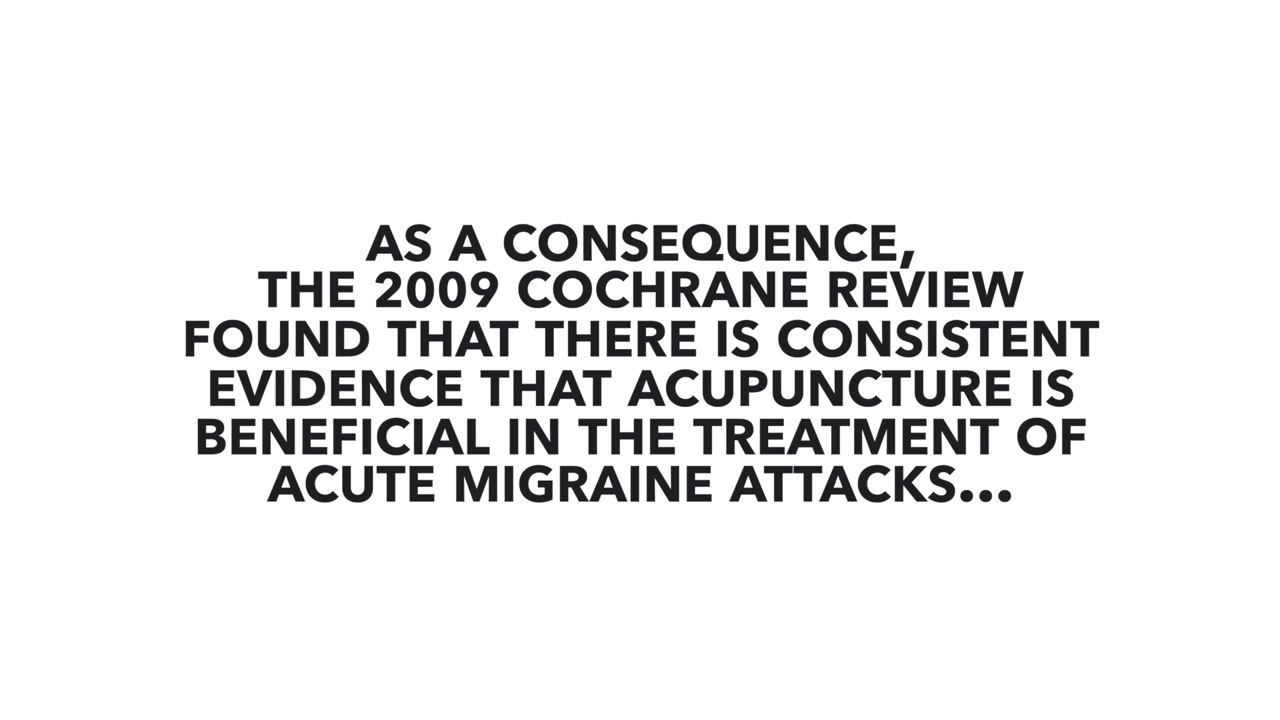 AS A CONSEQUENCE,
THE 2009 COCHRANE REVIEW
FOUND THAT THERE IS CONSISTENT
EVIDENCE THAT ACUPUNCTURE IS
BENEFICIAL IN THE TREATMENT OF
ACUTE MIGRAINE ATTACKS...